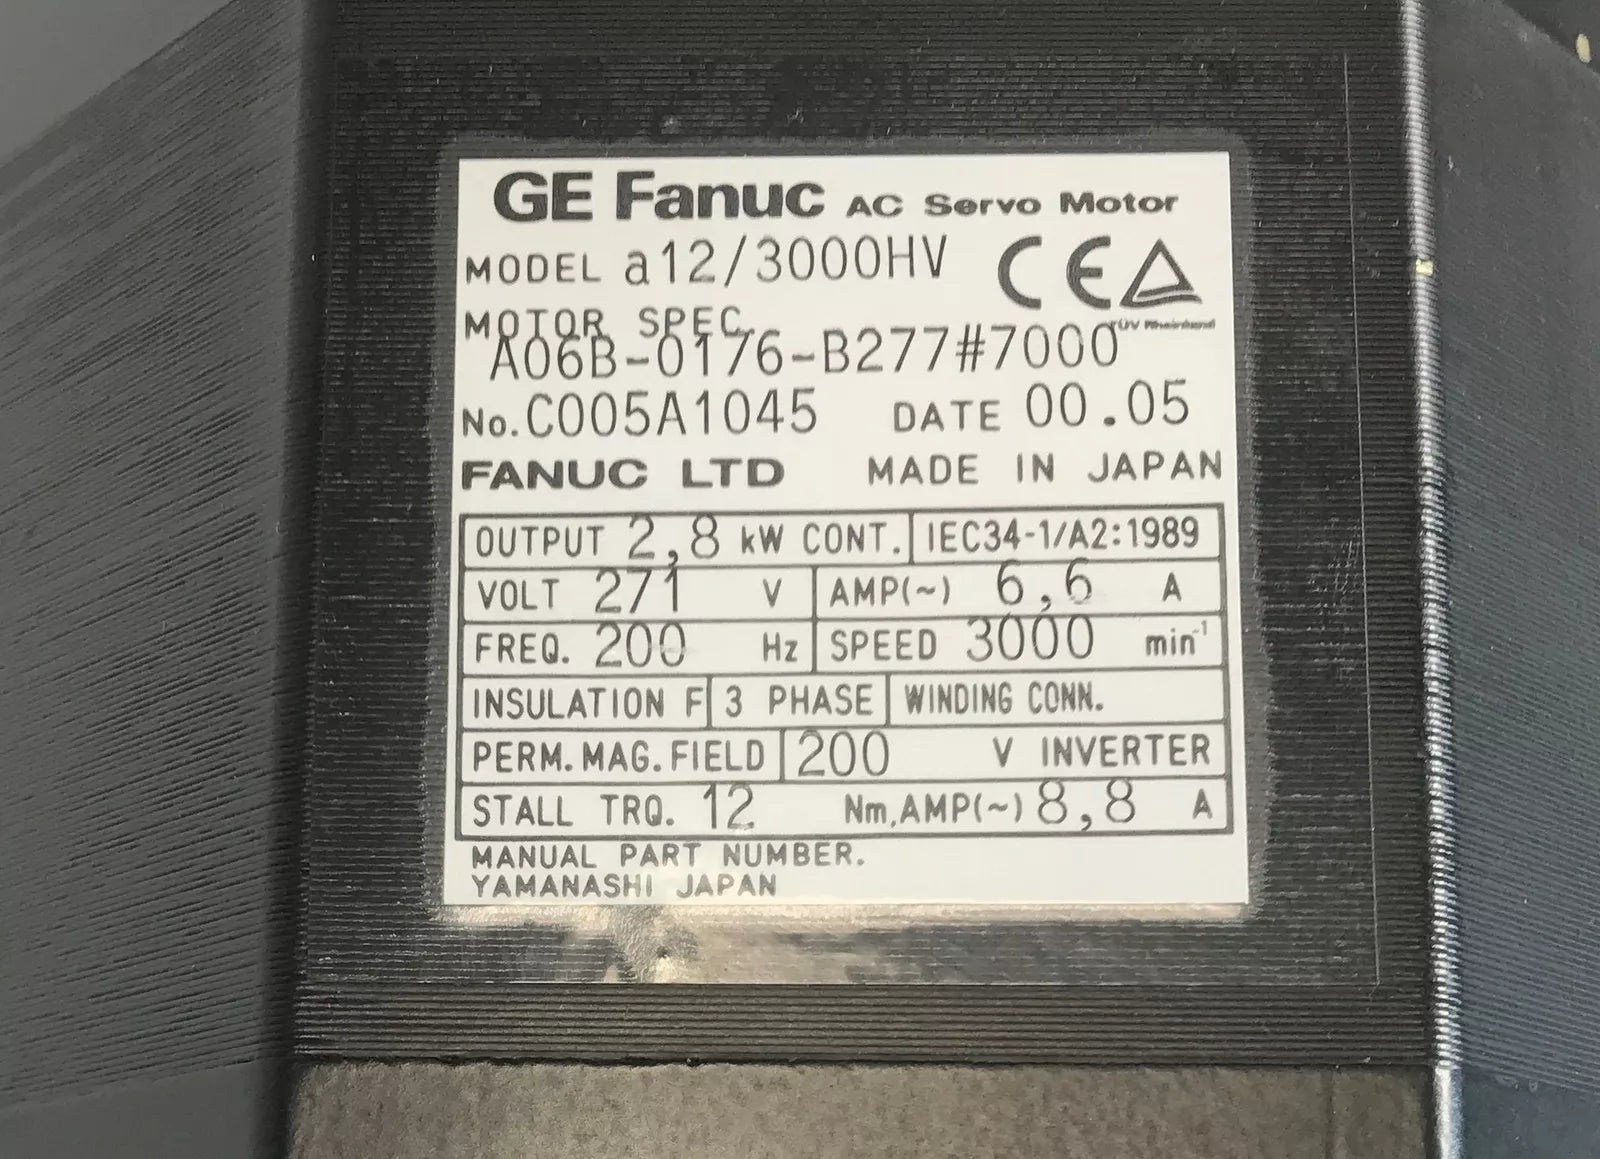 GE Fanuc AC Servo Motor
MODEL a12/3000HV CE
TÜV Rheinland
MOTOR SPEC.
A06B-0176-B277#7000
No. C005A1045 DATE 00.05
FANUC LTD MADE IN JAPAN
OUTPUT 2,8 kW CONT. IEC34-1/A2:1989
VOLT 271 V AMP(~) 6,6 A
FREQ. 200 Hz SPEED 3000 min⁻¹
INSULATION F 3 PHASE WINDING CONN.
PERM.MAG.FIELD 200 V INVERTER
STALL TRQ. 12 Nm,AMP(~) 8,8 A
MANUAL PART NUMBER.
YAMANASHI JAPAN